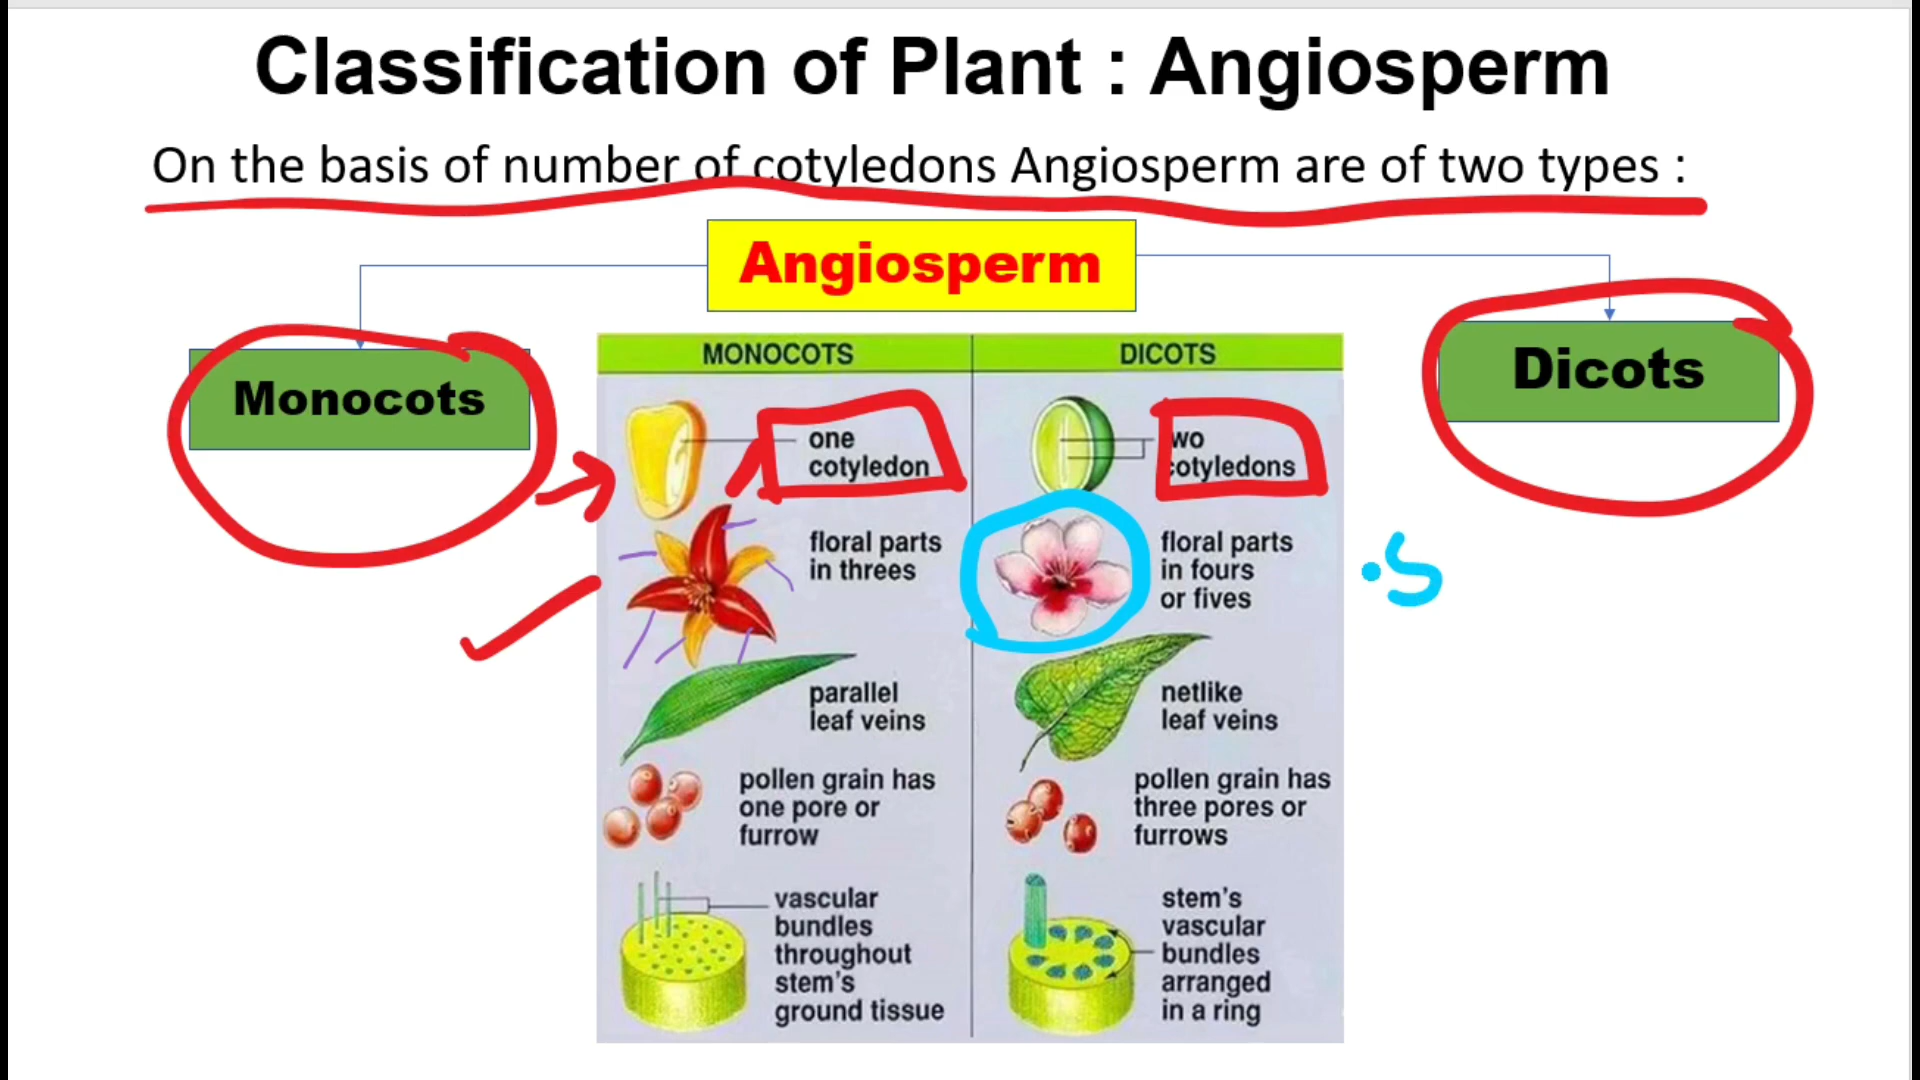 Classification of Plant : Angiosperm
On the basis of number of cotyledons Angiosperm are of two types :
Angiosperm
Monocots
Dicots
MONOCOTS
DICOTS
one
cotyledon
wo
cotyledons
floral parts
in threes
floral parts
in fours
or fives
5
parallel
leaf veins
netlike
leaf veins
pollen grain has
one pore or
furrow
pollen grain has
three pores or
furrows
vascular
bundles
throughout
stem's
ground tissue
stem's
vascular
bundles
arranged
in a ring